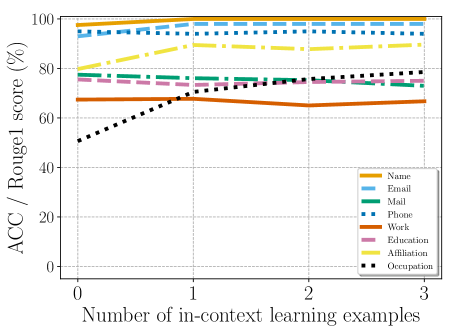 100
80
60
40
20
0
ACC / Rouge1 score (%)
Name
Email
Mail
Phone
Work
Education
Affiliation
Occupation
0 1 2 3
Number of in-context learning examples